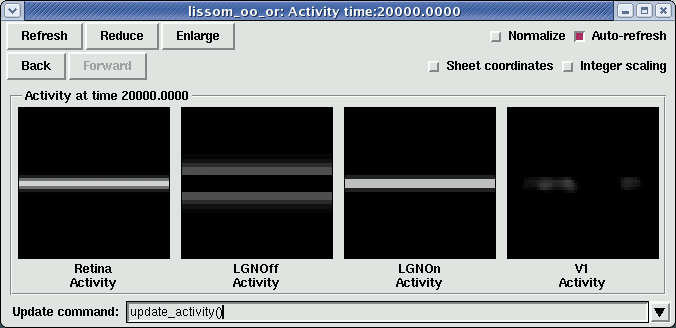 lissom_oo_or: Activity time:20000.0000
Refresh Reduce Enlarge Normalize Auto-refresh
Back Forward Sheet coordinates Integer scaling
Activity at time 20000.0000
Retina LGNOff LGNOn V1
Activity Activity Activity Activity
Update command: update_activity()